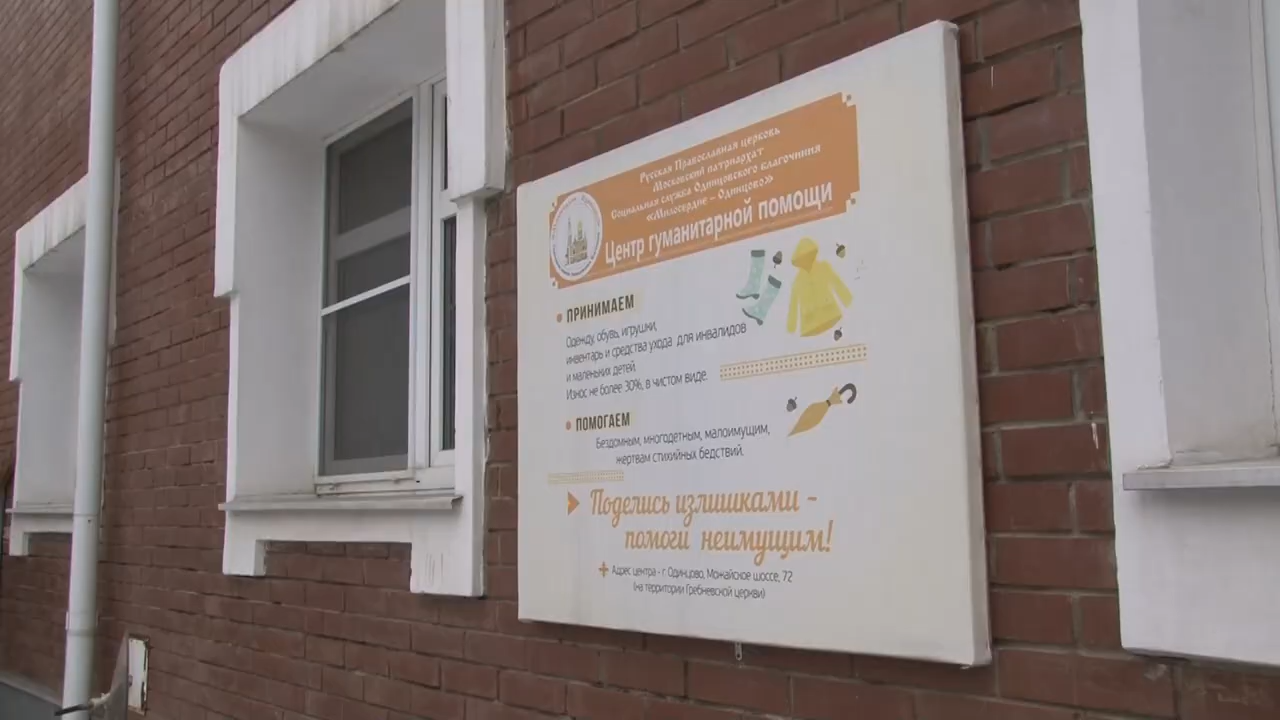 Русская Православная церковь
Московский патриархат
Социальная служба Одинцовского благочиния
«Милосердие – Одинцово»
Центр гуманитарной помощи
ПРИНИМАЕМ
Одежду, обувь, игрушки,
инвентарь и средства ухода для инвалидов
и маленьких детей.
Износ не более 30%, в чистом виде.
ПОМОГАЕМ
Бездомным, многодетным, малоимущим,
жертвам стихийных бедствий.
Поделись излишками –
помоги неимущим!
Адрес центра - г. Одинцово, Можайское шоссе, 72
(на территории Гребневской церкви)